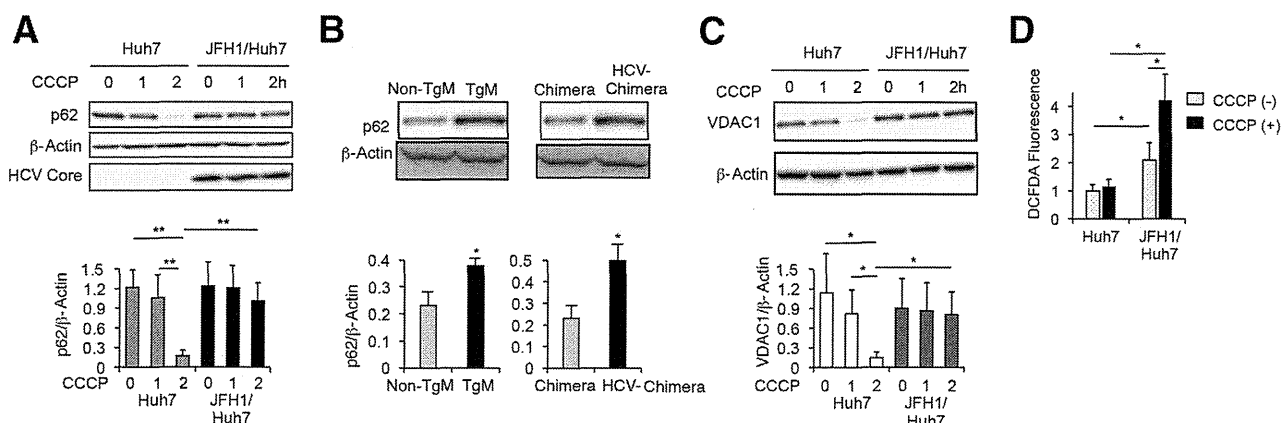 A
Huh7 JFH1/Huh7
CCCP 0 1 2 0 1 2h
p62
β-Actin
HCV Core
** **
**
p62/β-Actin
1.5
1.2
0.9
0.6
0.3
0
CCCP 0 1 2 0 1 2
Huh7 JFH1/
Huh7
B
Non-TgM TgM Chimera HCV-
Chimera
p62
β-Actin
p62/β-Actin
0.4
0.3
0.2
0.1
0
*
Non-TgM TgM
0.5
0.4
0.3
0.2
0.1
0
*
Chimera HCV-Chimera
C
Huh7 JFH1/Huh7
CCCP 0 1 2 0 1 2h
VDAC1
β-Actin
* *
*
VDAC1/β-Actin
1.5
1.2
0.9
0.6
0.3
0
CCCP 0 1 2 0 1 2
Huh7 JFH1/
Huh7
D
DCFDA Fluorescence
4
3
2
1
0
*
*
*
CCCP (-)
CCCP (+)
Huh7 JFH1/
Huh7